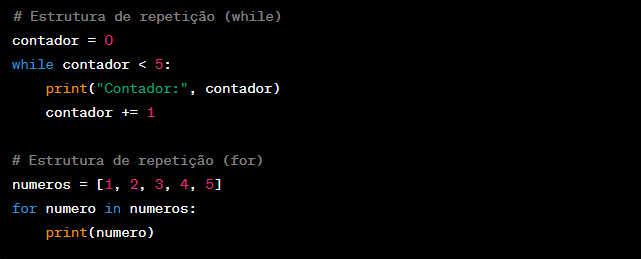 # Estrutura de repetição (while)
contador = 0
while contador < 5:
    print("Contador:", contador)
    contador += 1

# Estrutura de repetição (for)
numeros = [1, 2, 3, 4, 5]
for numero in numeros:
    print(numero)